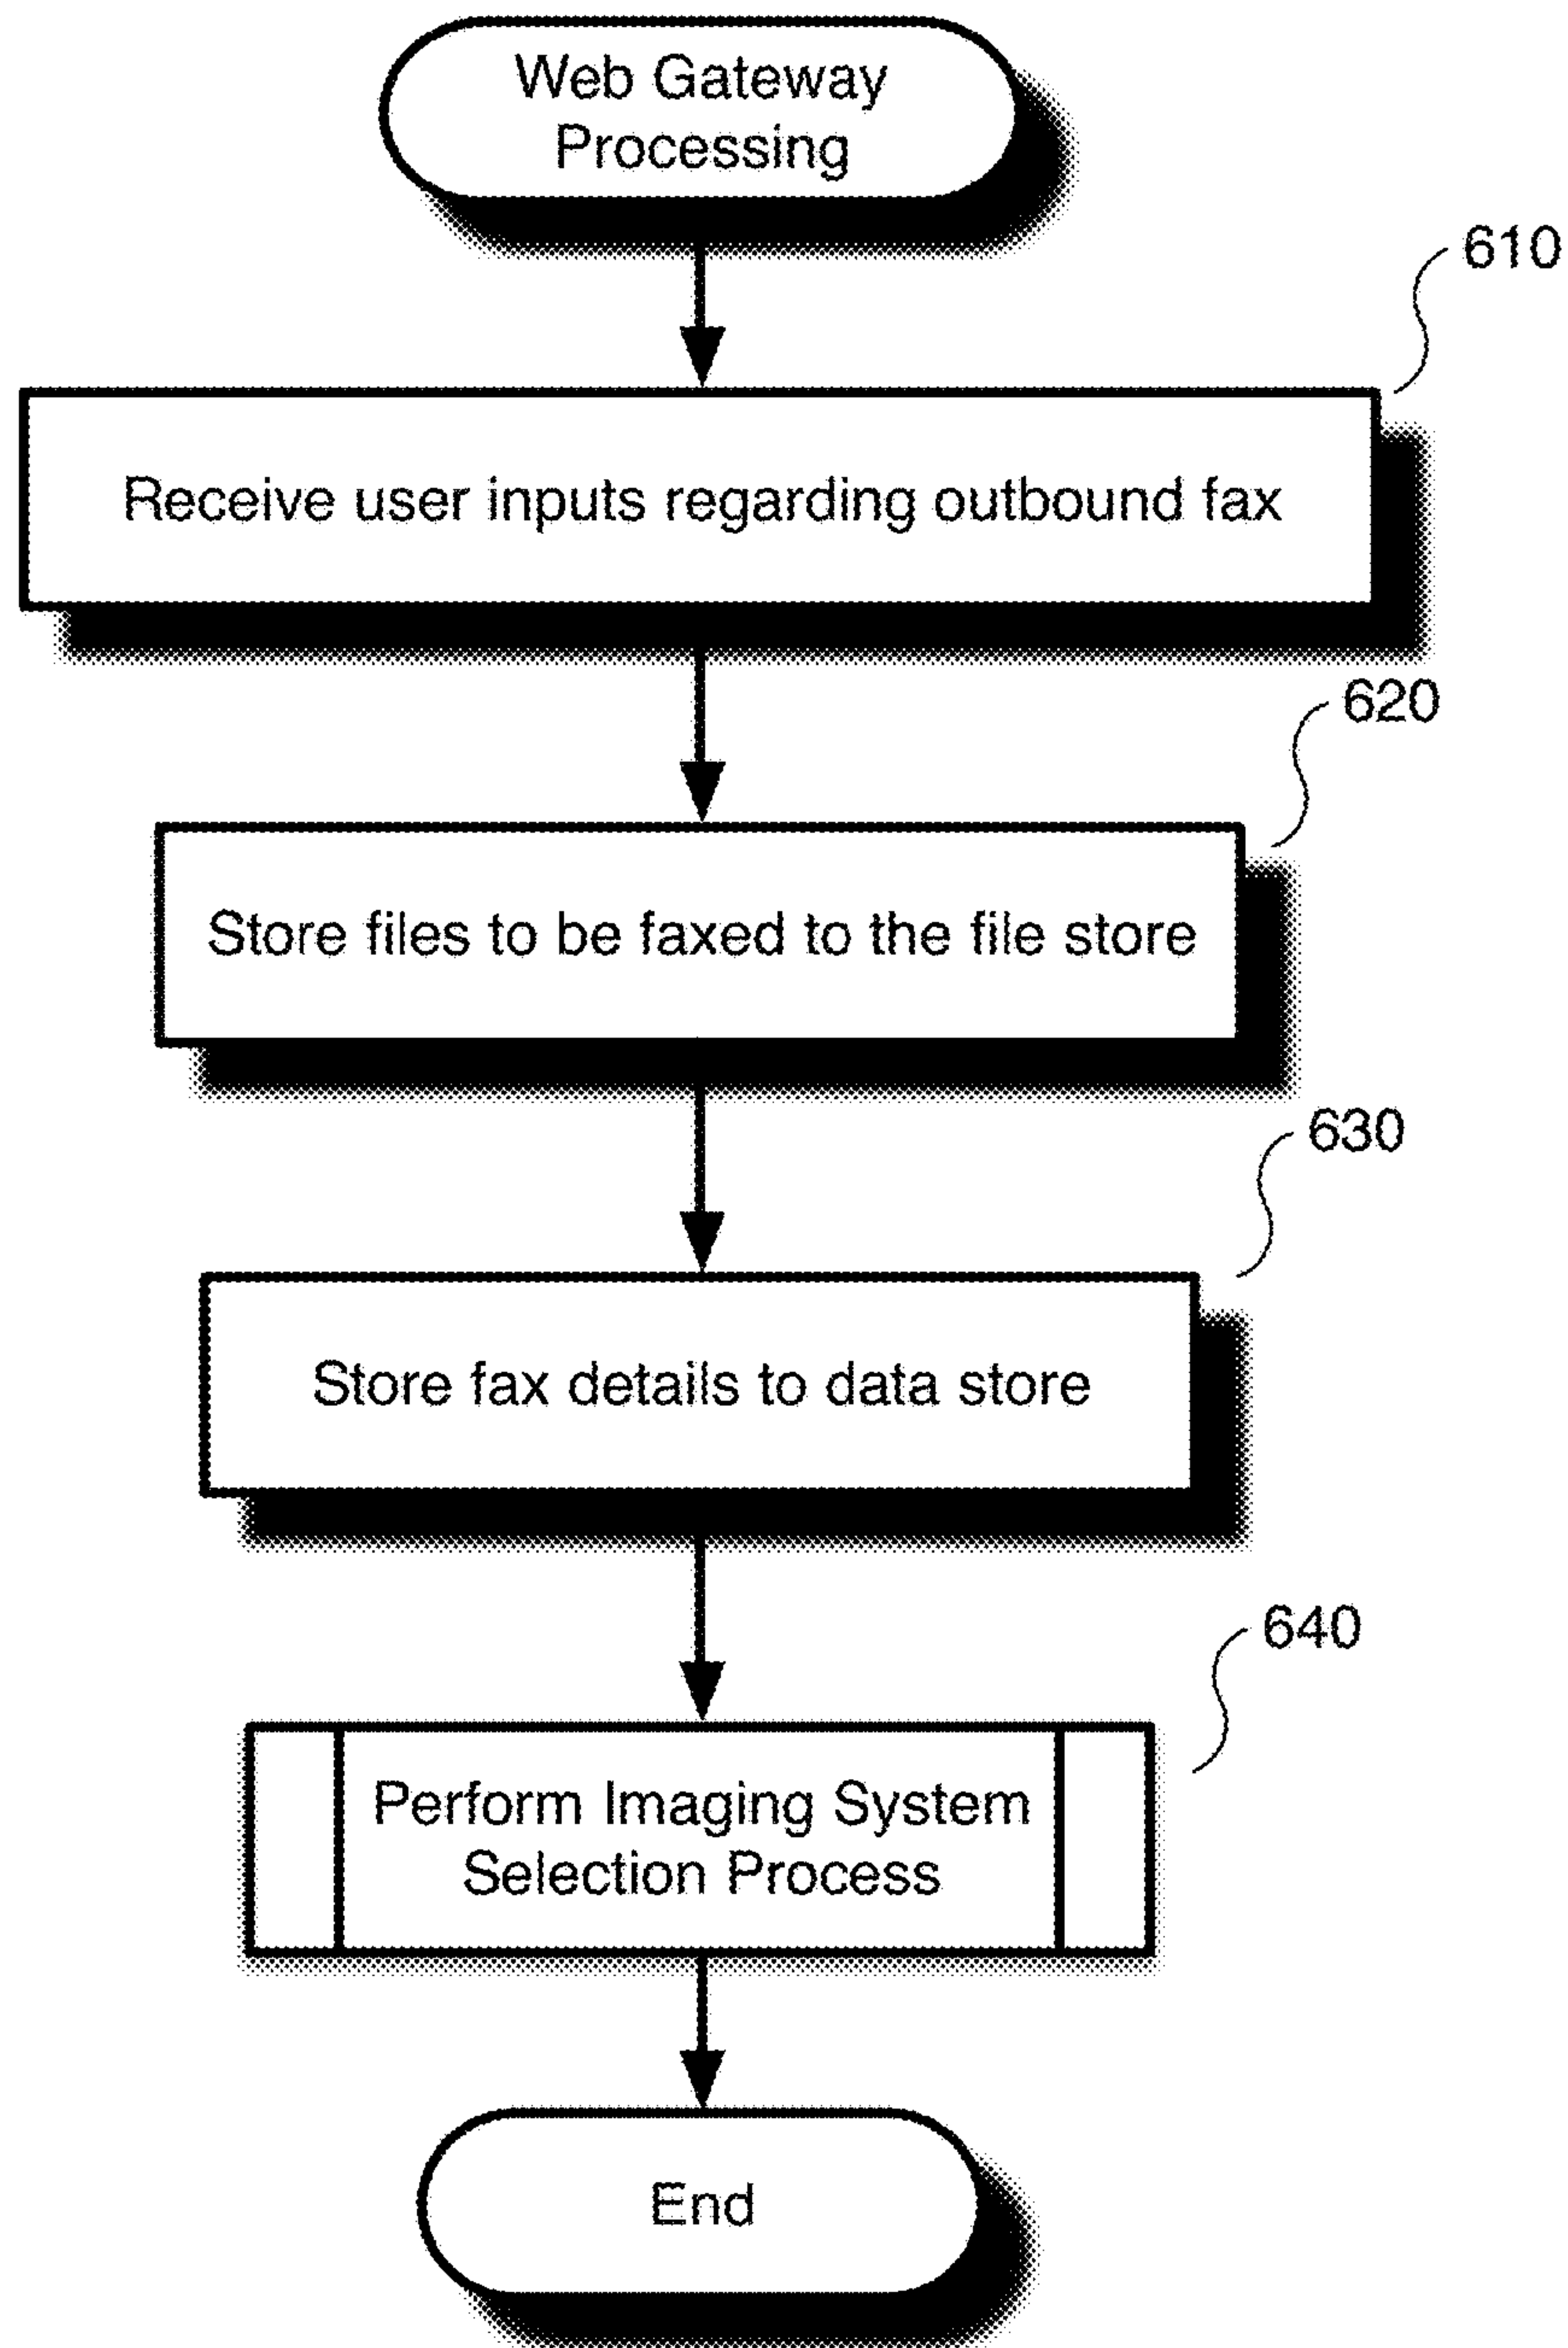 Web Gateway
Processing
610
Receive user inputs regarding outbound fax
620
Store files to be faxed to the file store
630
Store fax details to data store
640
Perform Imaging System
Selection Process
End